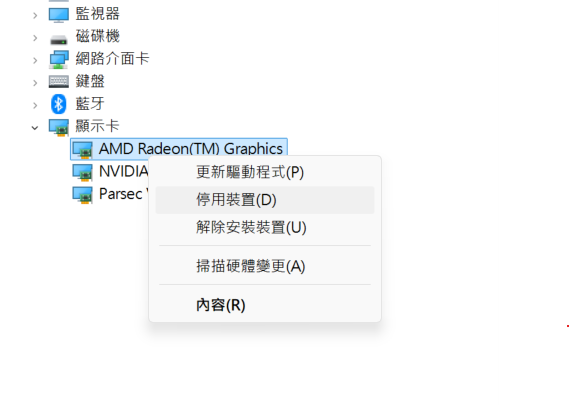 監視器
磁碟機
網路介面卡
鍵盤
藍牙
顯示卡
AMD Radeon(TM) Graphics
NVIDIA
Parsec
更新驅動程式(P)
停用裝置(D)
解除安裝裝置(U)
掃描硬體變更(A)
內容(R)